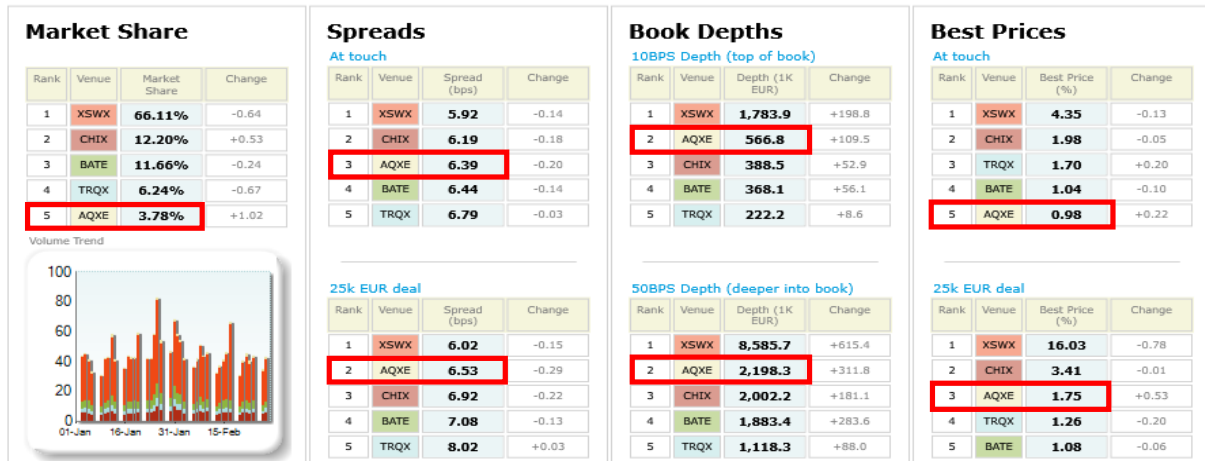 Market Share
Rank Venue Market Share Change
1 XSWX 66.11% -0.64
2 CHIX 12.20% +0.53
3 BATE 11.66% -0.24
4 TRQX 6.24% -0.67
5 AQXE 3.78% +1.02
Volume Trend
100
80
60
40
20
0
01-Jan 16-Jan 31-Jan 15-Feb
Spreads
At touch
Rank Venue Spread (bps) Change
1 XSWX 5.92 -0.14
2 CHIX 6.19 -0.18
3 AQXE 6.39 -0.20
4 BATE 6.44 -0.14
5 TRQX 6.79 -0.03
25k EUR deal
Rank Venue Spread (bps) Change
1 XSWX 6.02 -0.15
2 AQXE 6.53 -0.29
3 CHIX 6.92 -0.22
4 BATE 7.08 -0.13
5 TRQX 8.02 +0.03
Book Depths
10BPS Depth (top of book)
Rank Venue Depth (1K EUR) Change
1 XSWX 1,783.9 +198.8
2 AQXE 566.8 +109.5
3 CHIX 388.5 +52.9
4 BATE 368.1 +56.1
5 TRQX 222.2 +8.6
50BPS Depth (deeper into book)
Rank Venue Depth (1K EUR) Change
1 XSWX 8,585.7 +615.4
2 AQXE 2,198.3 +311.8
3 CHIX 2,002.2 +181.1
4 BATE 1,883.4 +283.6
5 TRQX 1,118.3 +88.0
Best Prices
At touch
Rank Venue Best Price (%) Change
1 XSWX 4.35 -0.13
2 CHIX 1.98 -0.05
3 TRQX 1.70 +0.20
4 BATE 1.04 -0.10
5 AQXE 0.98 +0.22
25k EUR deal
Rank Venue Best Price (%) Change
1 XSWX 16.03 -0.78
2 CHIX 3.41 -0.01
3 AQXE 1.75 +0.53
4 TRQX 1.26 -0.20
5 BATE 1.08 -0.06